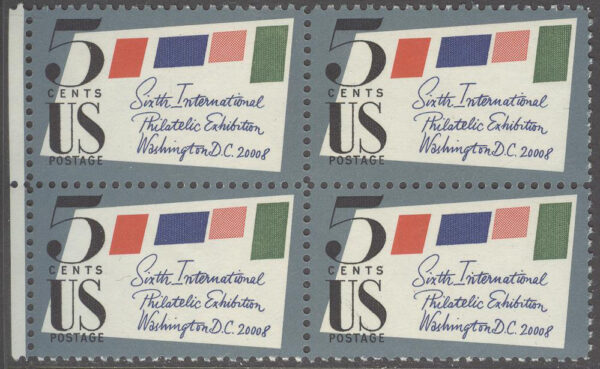 5
CENTS
US
POSTAGE
Sixth International
Philatelic Exhibition
Washington D.C. 20008
5
CENTS
US
POSTAGE
Sixth International
Philatelic Exhibition
Washington D.C. 20008
5
CENTS
US
POSTAGE
Sixth International
Philatelic Exhibition
Washington D.C. 20008
5
CENTS
US
POSTAGE
Sixth International
Philatelic Exhibition
Washington D.C. 20008